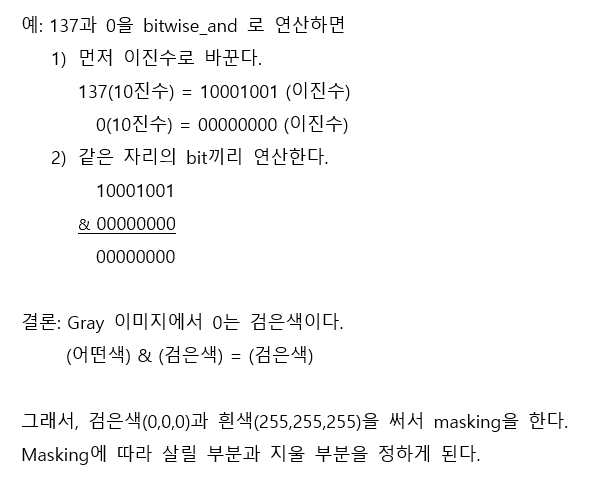 예: 137과 0을 bitwise_and 로 연산하면
1) 먼저 이진수로 바꾼다.
137(10진수) = 10001001 (이진수)
0(10진수) = 00000000 (이진수)
2) 같은 자리의 bit끼리 연산한다.
10001001
& 00000000
00000000
결론: Gray 이미지에서 0는 검은색이다.
(어떤색) & (검은색) = (검은색)
그래서, 검은색(0,0,0)과 흰색(255,255,255)을 써서 masking을 한다.
Masking에 따라 살릴 부분과 지울 부분을 정하게 된다.